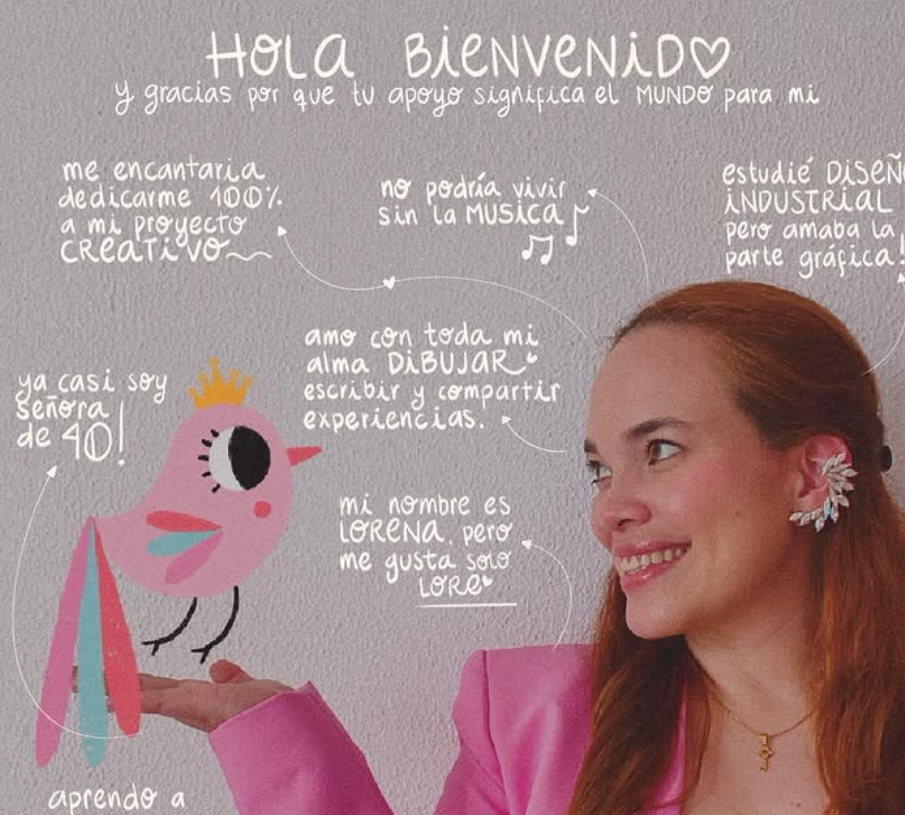 HOLA BiENVENiD♡
y gracias por que tu apoyo significa el MUNDO para mi
me encantaria
dedicarme 100%
a mi proyecto
CREATiVO
no podría vivir
sin la MUSiCA
estudié DiSEÑ
iNDUSTRiAL
pero amaba la
parte gráfica!
amo con toda mi
alma DiBUJAR
escribir y compartir
experiencias.
ya casi soy
señora
de 40!
mi nombre es
LORENA, pero
me gusta solo
LORE
aprendo a